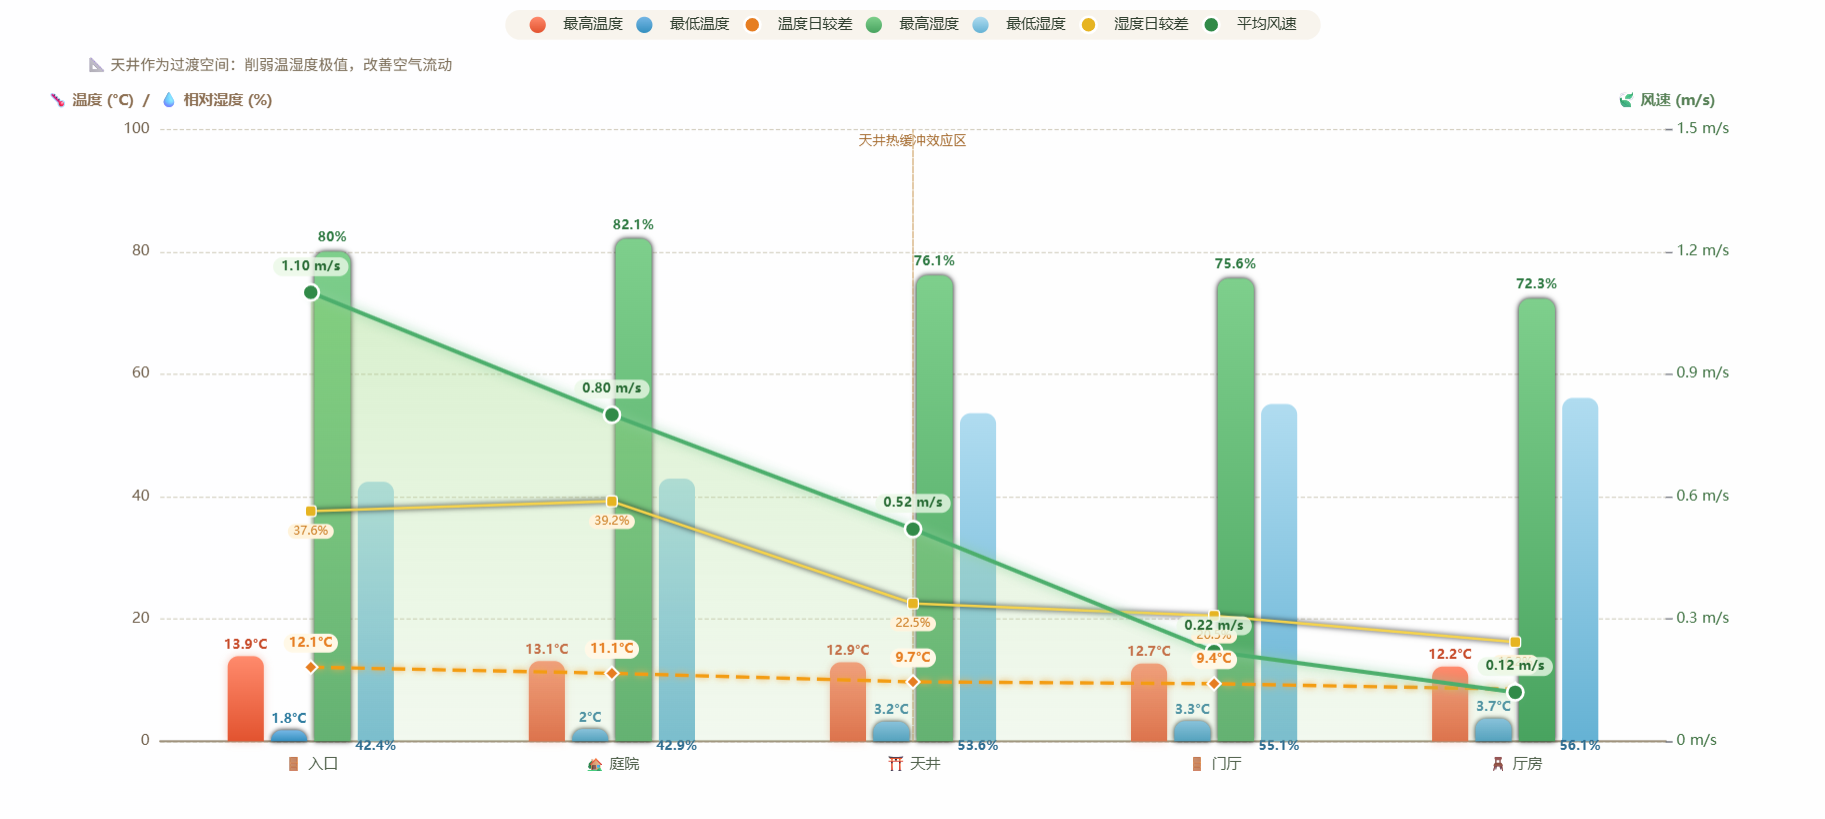 最高温度 最低温度 温度日较差 最高湿度 最低湿度 湿度日较差 平均风速
天井作为过渡空间：削弱温湿度极值，改善空气流动
温度 (°C) / 相对湿度 (%)
风速 (m/s)
100
1.5 m/s
天井热缓冲效应区
82.1%
80%
80
1.2 m/s
76.1%
75.6%
1.10 m/s
72.3%
60
0.9 m/s
0.80 m/s
40
0.6 m/s
0.52 m/s
37.6%
39.2%
20
0.3 m/s
22.5%
0.22 m/s
13.9°C
12.1°C
13.1°C
11.1°C
12.9°C
9.7°C
12.7°C
9.4°C
12.2°C
0.12 m/s
1.8°C
2°C
3.2°C
3.3°C
3.7°C
0
0 m/s
42.4%
42.9%
53.6%
55.1%
56.1%
入口
庭院
天井
门厅
厅房